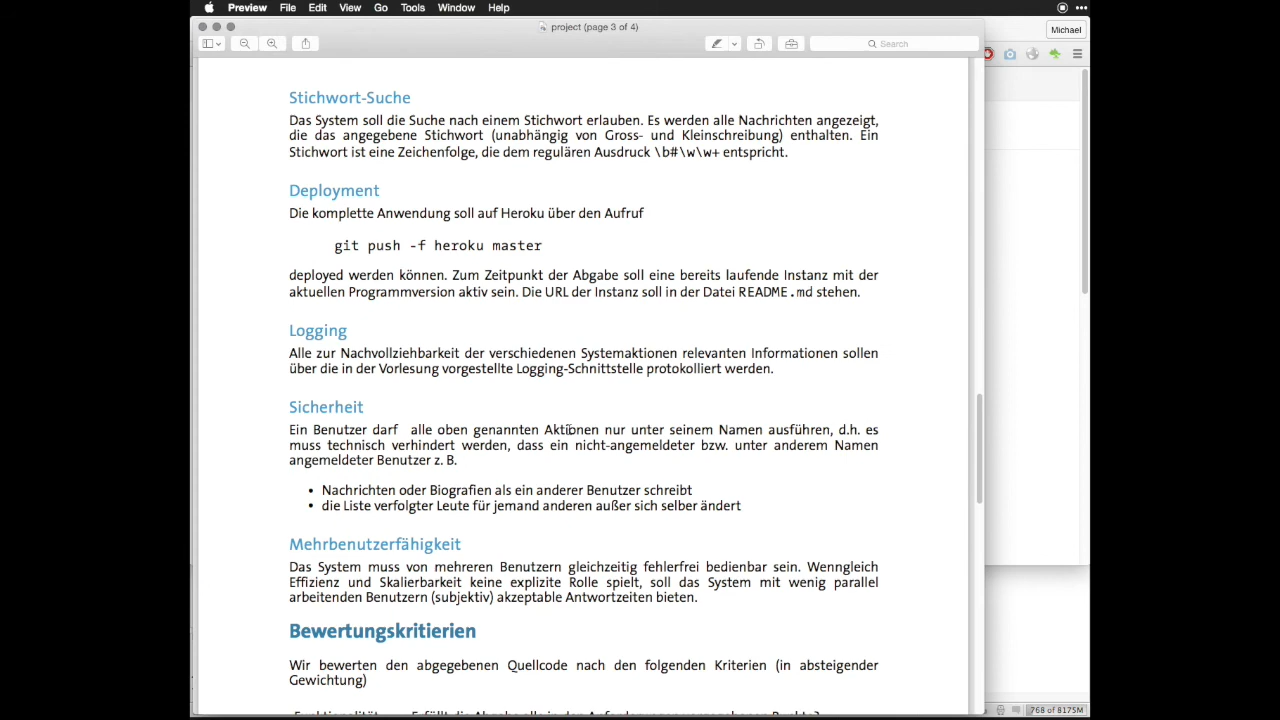 Preview File Edit View Go Tools Window Help
project (page 3 of 4)
Michael
Search
Stichwort-Suche
Das System soll die Suche nach einem Stichwort erlauben. Es werden alle Nachrichten angezeigt,
die das angegebene Stichwort (unabhängig von Gross- und Kleinschreibung) enthalten. Ein
Stichwort ist eine Zeichenfolge, die dem regulären Ausdruck \b#\w\w+ entspricht.
Deployment
Die komplette Anwendung soll auf Heroku über den Aufruf
git push -f heroku master
deployed werden können. Zum Zeitpunkt der Abgabe soll eine bereits laufende Instanz mit der
aktuellen Programmversion aktiv sein. Die URL der Instanz soll in der Datei README.md stehen.
Logging
Alle zur Nachvollziehbarkeit der verschiedenen Systemaktionen relevanten Informationen sollen
über die in der Vorlesung vorgestellte Logging-Schnittstelle protokolliert werden.
Sicherheit
Ein Benutzer darf alle oben genannten Aktionen nur unter seinem Namen ausführen, d.h. es
muss technisch verhindert werden, dass ein nicht-angemeldeter bzw. unter anderem Namen
angemeldeter Benutzer z. B.
• Nachrichten oder Biografien als ein anderer Benutzer schreibt
• die Liste verfolgter Leute für jemand anderen außer sich selber ändert
Mehrbenutzerfähigkeit
Das System muss von mehreren Benutzern gleichzeitig fehlerfrei bedienbar sein. Wenngleich
Effizienz und Skalierbarkeit keine explizite Rolle spielt, soll das System mit wenig parallel
arbeitenden Benutzern (subjektiv) akzeptable Antwortzeiten bieten.
Bewertungskritierien
Wir bewerten den abgegebenen Quellcode nach den folgenden Kriterien (in absteigender
Gewichtung)
768 of 8175M